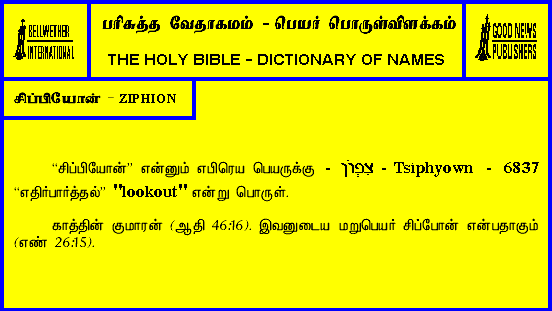 BELLWETHER
INTERNATIONAL
பரிசுத்த வேதாகமம் - பெயர் பொருள்விளக்கம்
THE HOLY BIBLE - DICTIONARY OF NAMES
GOOD NEWS
PUBLISHERS
சிப்பியோன் - ZIPHION
“சிப்பியோன்” என்னும் எபிரெய பெயருக்கு - צִפְיוֹן - Tsiphyown - 6837
“எதிர்பார்த்தல்” "lookout" என்று பொருள்.
காத்தின் குமாரன் (ஆதி 46:16). இவனுடைய மறுபெயர் சிப்போன் என்பதாகும்
(எண் 26:15).